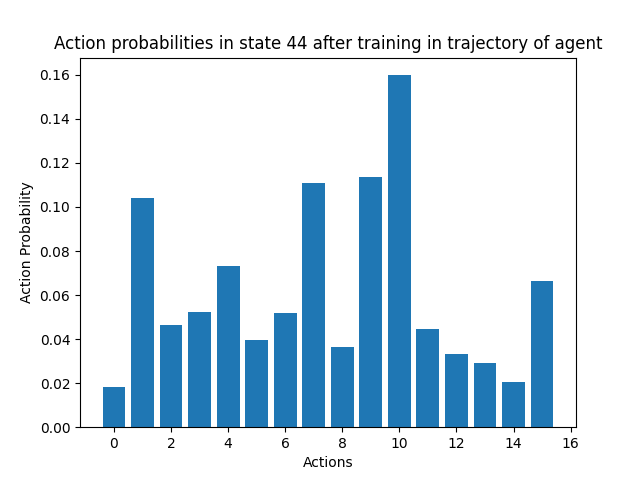 Action probabilities in state 44 after training in trajectory of agent
0.16
0.14
0.12
0.10
0.08
0.06
0.04
0.02
0.00
Action Probability
0 2 4 6 8 10 12 14 16
Actions